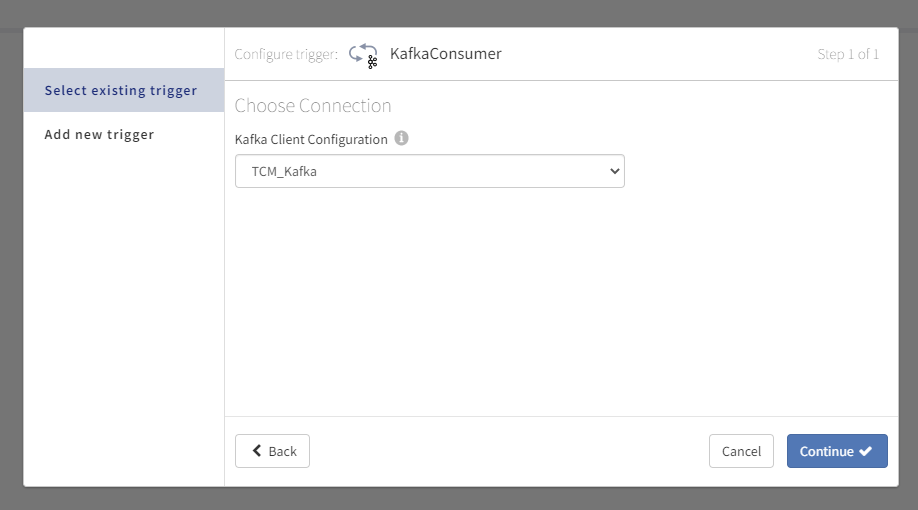 Configure trigger: KafkaConsumer Step 1 of 1
Select existing trigger
Add new trigger
Choose Connection
Kafka Client Configuration
TCM_Kafka
Back Cancel Continue